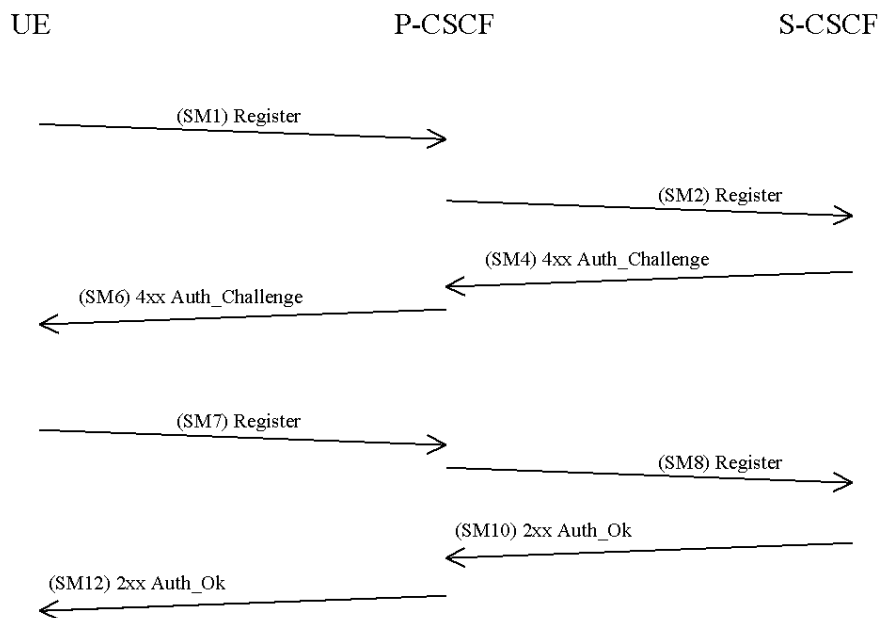 UE P-CSCF S-CSCF
(SM1) Register
(SM2) Register
(SM4) 4xx Auth_Challenge
(SM6) 4xx Auth_Challenge
(SM7) Register
(SM8) Register
(SM10) 2xx Auth_Ok
(SM12) 2xx Auth_Ok